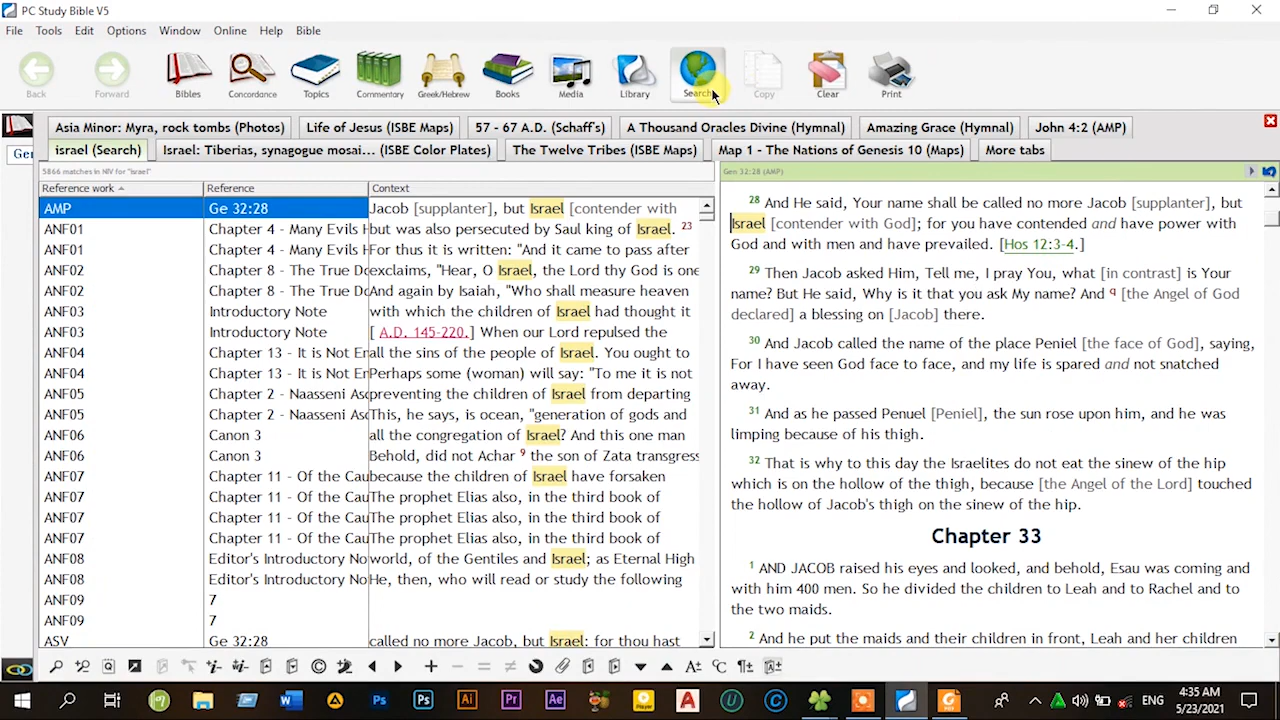 PC Study Bible V5
File Tools Edit Options Window Online Help Bible
Back Forward Bibles Concordance Topics Commentary Greek/Hebrew Books Media Library Search Copy Clear Print
Asia Minor: Myra, rock tombs (Photos) Life of Jesus (ISBE Maps) 57 - 67 A.D. (Schaff's) A Thousand Oracles Divine (Hymnal) Amazing Grace (Hymnal) John 4:2 (AMP)
israel (Search) Israel: Tiberias, synagogue mosai... (ISBE Color Plates) The Twelve Tribes (ISBE Maps) Map 1 - The Nations of Genesis 10 (Maps) More tabs
Ge
5866 matches in NIV for "israel"
Reference work Reference Context
AMP Ge 32:28 Jacob [supplanter], but Israel [contender with
ANF01 Chapter 4 - Many Evils H but was also persecuted by Saul king of Israel. 23
ANF01 Chapter 4 - Many Evils H For thus it is written: "And it came to pass after
ANF02 Chapter 8 - The True Do exclaims, "Hear, O Israel, the Lord thy God is one
ANF02 Chapter 8 - The True Do And again by Isaiah, "Who shall measure heaven
ANF03 Introductory Note with which the children of Israel had thought it
ANF03 Introductory Note [ A.D. 145-220.] When our Lord repulsed the
ANF04 Chapter 13 - It is Not En all the sins of the people of Israel. You ought to
ANF04 Chapter 13 - It is Not En Perhaps some (woman) will say: "To me it is not
ANF05 Chapter 2 - Naasseni Asc preventing the children of Israel from departing
ANF05 Chapter 2 - Naasseni Asc This, he says, is ocean, "generation of gods and
ANF06 Canon 3 all the congregation of Israel? And this one man
ANF06 Canon 3 Behold, did not Achar 9 the son of Zata transgress
ANF07 Chapter 11 - Of the Cau because the children of Israel have forsaken
ANF07 Chapter 11 - Of the Cau The prophet Elias also, in the third book of
ANF07 Chapter 11 - Of the Cau The prophet Elias also, in the third book of
ANF07 Chapter 11 - Of the Cau The prophet Elias also, in the third book of
ANF08 Editor's Introductory No world, of the Gentiles and Israel; as Eternal High
ANF08 Editor's Introductory No He, then, who will read or study the following
ANF09 7
ANF09 7
ASV Ge 32:28 called no more Jacob, but Israel: for thou hast
Gen 32:28 (AMP)
28 And He said, Your name shall be called no more Jacob [supplanter], but
Israel [contender with God]; for you have contended and have power with
God and with men and have prevailed. [Hos 12:3-4.]
29 Then Jacob asked Him, Tell me, I pray You, what [in contrast] is Your
name? But He said, Why is it that you ask My name? And q [the Angel of God
declared] a blessing on [Jacob] there.
30 And Jacob called the name of the place Peniel [the face of God], saying,
For I have seen God face to face, and my life is spared and not snatched
away.
31 And as he passed Penuel [Peniel], the sun rose upon him, and he was
limping because of his thigh.
32 That is why to this day the Israelites do not eat the sinew of the hip
which is on the hollow of the thigh, because [the Angel of the Lord] touched
the hollow of Jacob's thigh on the sinew of the hip.
Chapter 33
1 AND JACOB raised his eyes and looked, and behold, Esau was coming and
with him 400 men. So he divided the children to Leah and to Rachel and to
the two maids.
2 And he put the maids and their children in front, Leah and her children
ENG 4:35 AM
5/23/2021